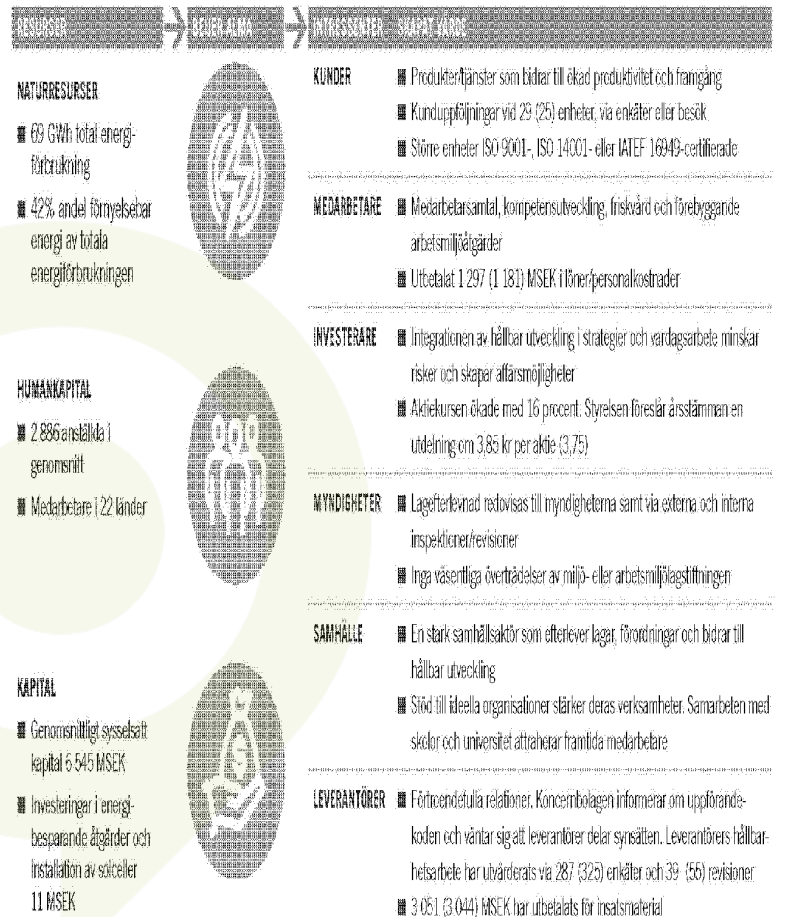 RESURSER
BEIJER ALMA
INTRESSENTER
SKAPAT VÄRDE
NATURRESURSER
■ 69 GWh total energi-
förbrukning
■ 42% andel förnyelsebar
energi av totala
energiförbrukningen
HUMANKAPITAL
■ 2 886 anställda i
genomsnitt
■ Medarbetare i 22 länder
KAPITAL
■ Genomsnittligt sysselsatt
kapital 6 545 MSEK
■ Investeringar i energi-
besparande åtgärder och
installation av solceller
11 MSEK
KUNDER
■ Produkter/tjänster som bidrar till ökad produktivitet och framgång
■ Kunduppföljningar vid 29 (25) enheter, via enkäter eller besök
■ Större enheter ISO 9001-, ISO 14001- eller IATEF 16949-certifierade
MEDARBETARE
■ Medarbetarsamtal, kompetensutveckling, friskvård och förebyggande
arbetsmiljöåtgärder
■ Utbetalat 1 297 (1 181) MSEK i löner/personalkostnader
INVESTERARE
■ Integrationen av hållbar utveckling i strategier och vardagsarbete minskar
risker och skapar affärsmöjligheter
■ Aktiekursen ökade med 16 procent. Styrelsen föreslår årsstämman en
utdelning om 3,85 kr per aktie (3,75)
MYNDIGHETER
■ Lagefterlevnad redovisas till myndigheterna samt via externa och interna
inspektioner/revisioner
■ Inga väsentliga överträdelser av miljö- eller arbetsmiljölagstiftningen
SAMHÄLLE
■ En stark samhällsaktör som efterlever lagar, förordningar och bidrar till
hållbar utveckling
■ Stöd till ideella organisationer stärker deras verksamheter. Samarbeten med
skolor och universitet attraherar framtida medarbetare
LEVERANTÖRER
■ Förtroendefulla relationer. Koncernbolagen informerar om uppförande-
koden och väntar sig att leverantörer delar synsätten. Leverantörers hållbar-
hetsarbete har utvärderats via 287 (325) enkäter och 39 (55) revisioner
■ 3 051 (3 044) MSEK har utbetalats för insatsmaterial